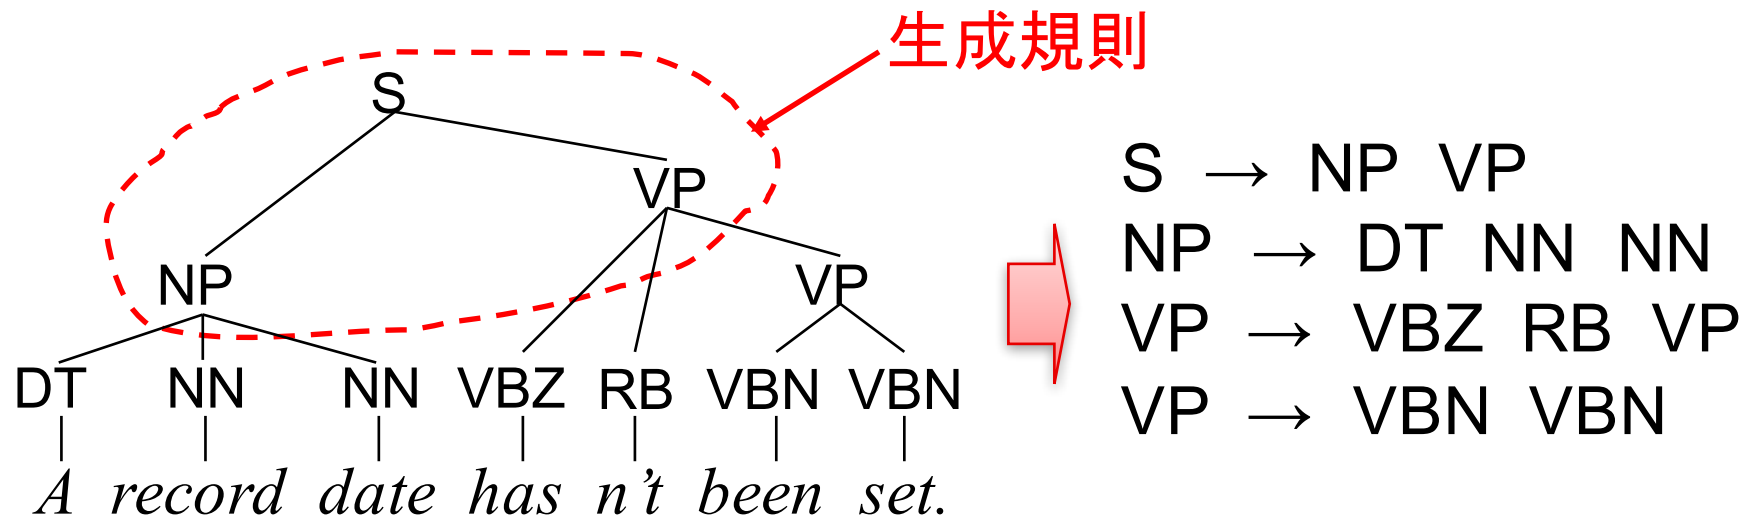 生成規則
S
VP
NP
VP
DT NN NN VBZ RB VBN VBN
A record date has n't been set.
S → NP VP
NP → DT NN NN
VP → VBZ RB VP
VP → VBN VBN